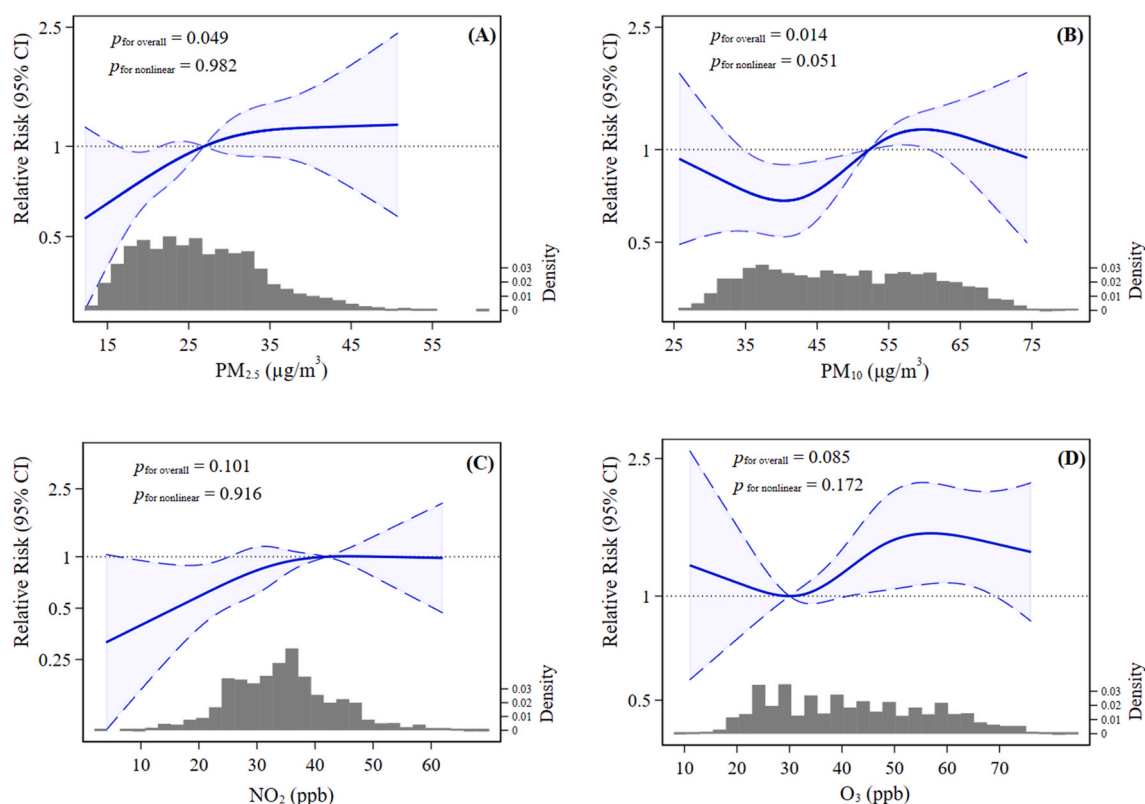 (A)
p for overall = 0.049
p for nonlinear = 0.982
Relative Risk (95% CI)
2.5
1
0.5
0.03
0.02
0.01
0
Density
15 25 35 45 55
PM2.5 (µg/m³)
(B)
p for overall = 0.014
p for nonlinear = 0.051
Relative Risk (95% CI)
2.5
1
0.5
0.03
0.02
0.01
0
Density
25 35 45 55 65 75
PM10 (µg/m³)
(C)
p for overall = 0.101
p for nonlinear = 0.916
Relative Risk (95% CI)
2.5
1
0.5
0.25
0.03
0.02
0.01
0
Density
10 20 30 40 50 60
NO2 (ppb)
(D)
p for overall = 0.085
p for nonlinear = 0.172
Relative Risk (95% CI)
2.5
1
0.5
0.03
0.02
0.01
0
Density
10 20 30 40 50 60 70
O3 (ppb)